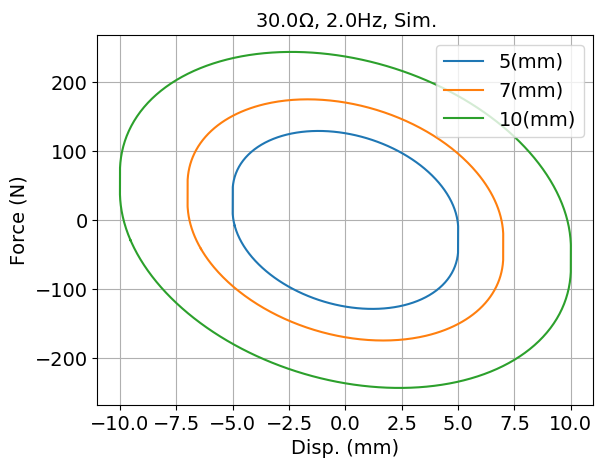 30.0Ω, 2.0Hz, Sim.
5(mm)
7(mm)
10(mm)
Force (N)
200
100
0
−100
−200
−10.0 −7.5 −5.0 −2.5 0.0 2.5 5.0 7.5 10.0
Disp. (mm)